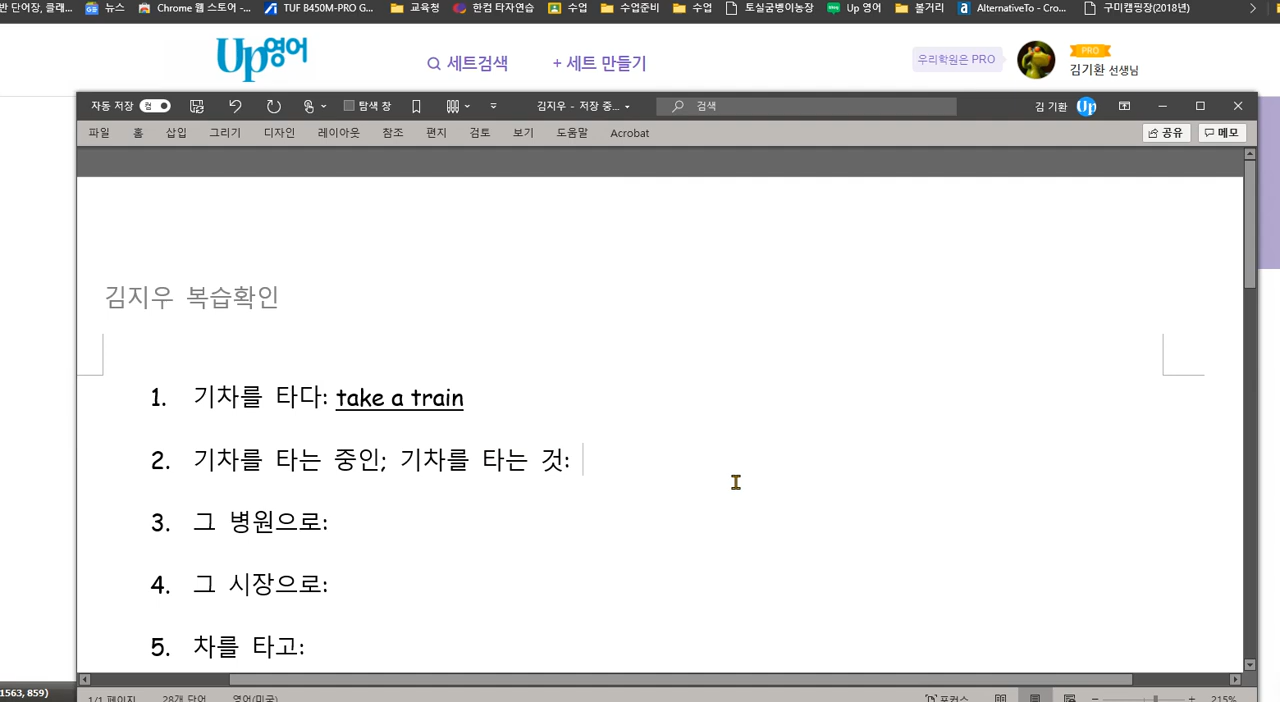 반 단어장, 클래... 뉴스 Chrome 웹 스토어 -... TUF B450M-PRO G... 교육청 한컴 타자연습 수업 수업준비 수업 토실굼벵이농장 Up 영어 볼거리 AlternativeTo - Cro... 구미캠핑장(2018년)
Up영어 세트검색 + 세트 만들기 우리학원은 PRO PRO
김기환 선생님
자동 저장 탐색 창 김지우 - 저장 중... 검색 김 기환 Up
파일 홈 삽입 그리기 디자인 레이아웃 참조 편지 검토 보기 도움말 Acrobat 공유 메모
김지우 복습확인
1. 기차를 타다: take a train
2. 기차를 타는 중인; 기차를 타는 것:
3. 그 병원으로:
4. 그 시장으로:
5. 차를 타고:
1563, 859)
1/1 페이지 28개 단어 영어(미국) 포커스 215%